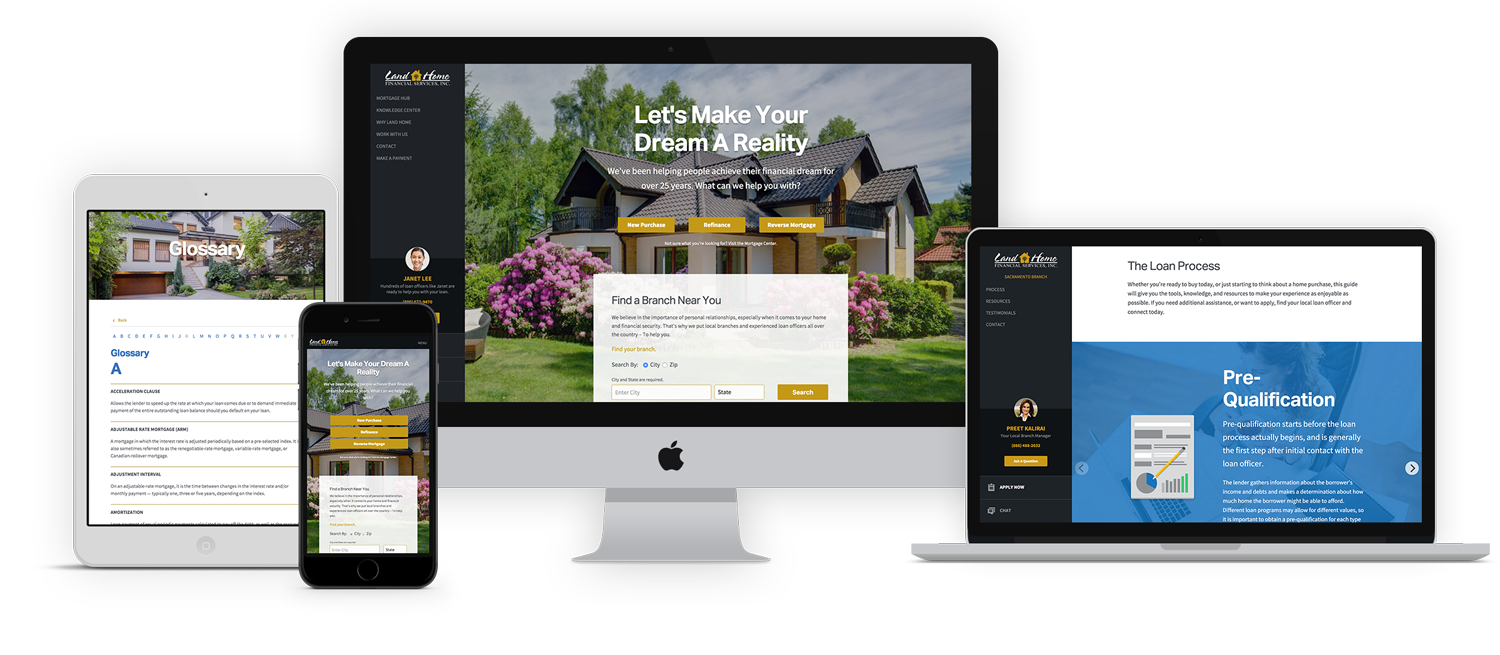 Land Home
FINANCIAL SERVICES, INC.
MORTGAGE HUB
KNOWLEDGE CENTER
WHY LAND HOME
WORK WITH US
CONTACT
MAKE A PAYMENT
JANET LEE
Hundreds of loan officers like Janet are
ready to help you with your loan.
Let's Make Your
Dream A Reality
We've been helping people achieve their financial dream for
over 25 years. What can we help you with?
New Purchase
Refinance
Reverse Mortgage
Not sure what you're looking for? Visit the Mortgage Center.
Find a Branch Near You
We believe in the importance of personal relationships, especially when it comes to your home
and financial security. That's why we put local branches and experienced loan officers all over
the country - To help you.
Find your branch.
Search By: City Zip
City and State are required.
Enter City
State
Search
Glossary
Back
A B C D E F G H I J K L M N O P Q R S T U V W
Glossary
A
ACCELERATION CLAUSE
Allows the lender to speed up the rate at which your loan comes due or to demand immediate
payment of the entire outstanding loan balance should you default on your loan.
ADJUSTABLE RATE MORTGAGE (ARM)
A mortgage in which the interest rate is adjusted periodically based on a pre-selected index. It is
also sometimes referred to as the renegotiable-rate mortgage, variable-rate mortgage, or
Canadian-rollover mortgage.
ADJUSTMENT INTERVAL
On an adjustable-rate mortgage, it is the time between changes in the interest rate and/or
monthly payment — typically one, three or five years, depending on the index.
AMORTIZATION
Land Home
MENU
Let's Make Your Dream A
Reality
We've been helping people achieve their financial
dream for over 25 years. What can we help you
with?
New Purchase
Refinance
Reverse Mortgage
Find a Branch Near You
We believe in the importance of personal relationships,
especially when it comes to your home and financial
security. That's why we put local branches and
experienced loan officers all over the country - To help
you.
Find your branch.
Search By: City Zip
City and State are required.
Enter City
State
Land Home
FINANCIAL SERVICES, INC.
SACRAMENTO BRANCH
PROCESS
RESOURCES
TESTIMONIALS
CONTACT
PREET KALIRAI
Your Local Branch Manager
(888) 458-2032
Ask A Question
APPLY NOW
CHAT
The Loan Process
Whether you're ready to buy today, or just starting to think about a home purchase, this guide
will give you the tools, knowledge, and resources to make your experience as enjoyable as
possible. If you need additional assistance, or want to apply, find your local loan officer and
connect today.
Pre-
Qualification
Pre-qualification starts before the loan
process actually begins, and is generally
the first step after initial contact with the
loan officer.
The lender gathers information about the borrower's
income and debts and makes a determination about how
much home the borrower might be able to afford.
Different loan programs may allow for different values, so
it is important to obtain a pre-qualification for each type